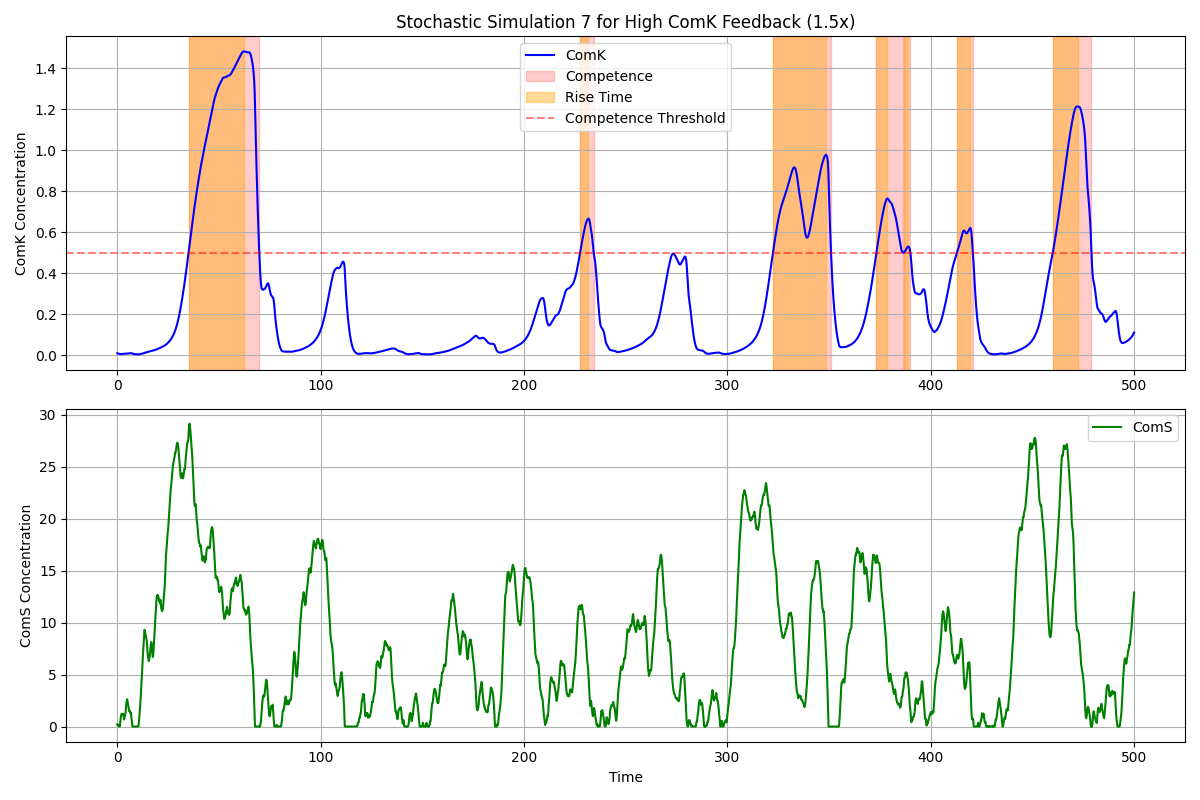 Stochastic Simulation 7 for High ComK Feedback (1.5x)
ComK Concentration
1.4
1.2
1.0
0.8
0.6
0.4
0.2
0.0
ComK
Competence
Rise Time
Competence Threshold
0 100 200 300 400 500
ComS Concentration
30
25
20
15
10
5
0
ComS
0 100 200 300 400 500
Time